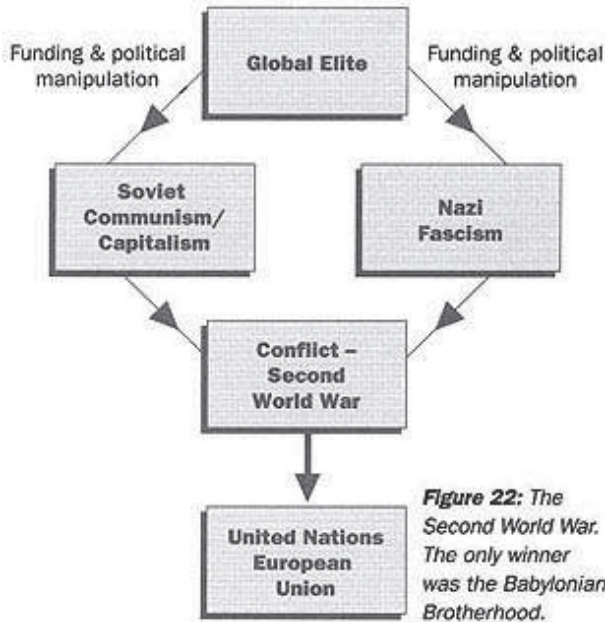 Funding & political
manipulation
Global Elite
Funding & political
manipulation
Soviet
Communism/
Capitalism
Nazi
Fascism
Conflict –
Second
World War
United Nations
European
Union
Figure 22: The
Second World War.
The only winner
was the Babylonian
Brotherhood.